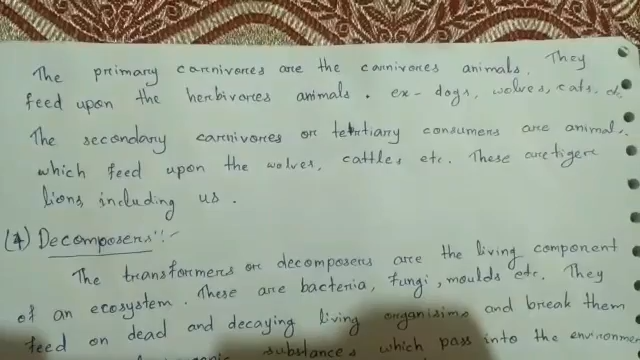 The primary carnivores are the carnivores animals. They
feed upon the herbivores animals. ex- dogs, wolves, cats. etc
The secondary carnivores or tertiary consumers are animals.
which feed upon the wolves, cattles etc. These are tigers
lions, including us.
(4) Decomposers :-
The transformers or decomposers are the living component
of an ecosystem. These are bacteria, fungi, moulds etc. They
feed on dead and decaying living organisims and break them
substances which pass into the environme